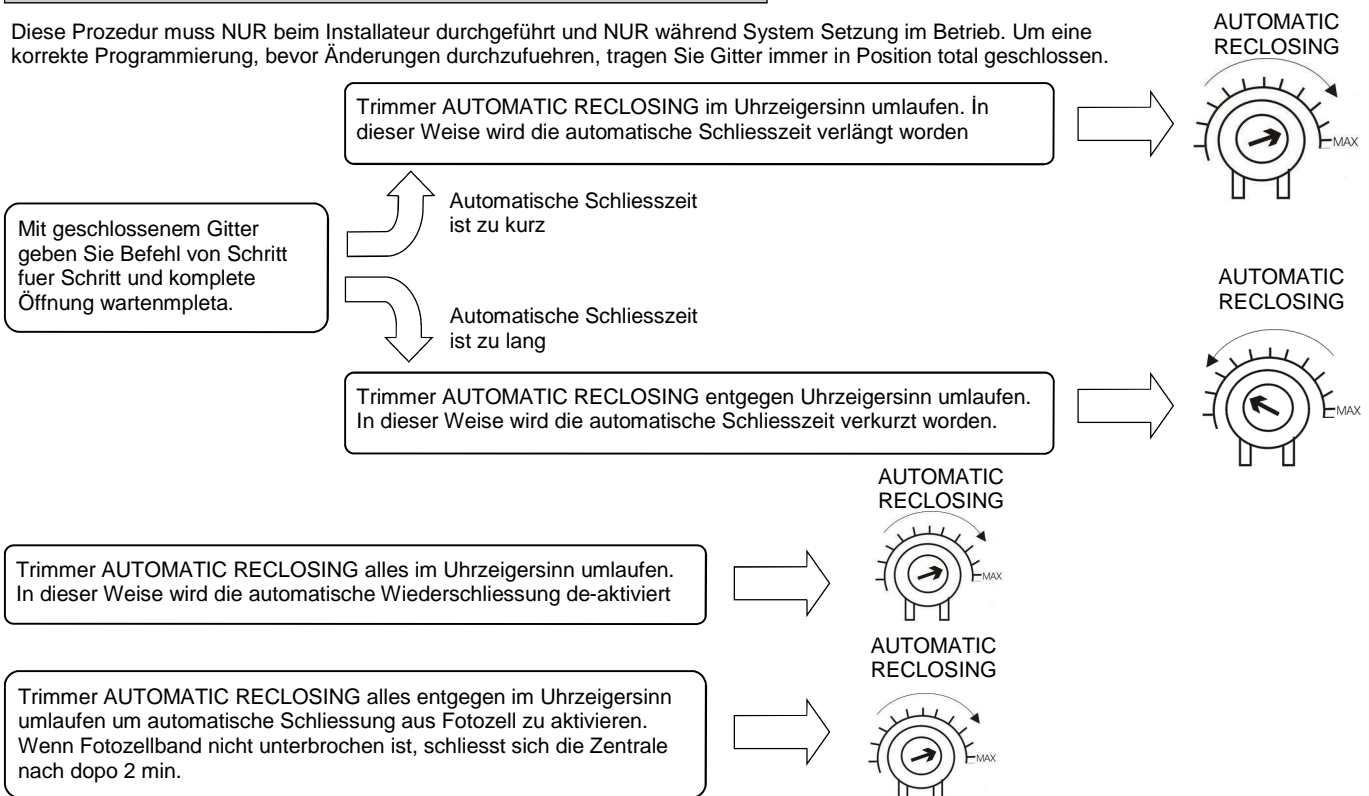 Diese Prozedur muss NUR beim Installateur durchgeführt und NUR während System Setzung im Betrieb. Um eine
korrekte Programmierung, bevor Änderungen durchzufuehren, tragen Sie Gitter immer in Position total geschlossen.
AUTOMATIC
RECLOSING
MAX
Trimmer AUTOMATIC RECLOSING im Uhrzeigersinn umlaufen. İn
dieser Weise wird die automatische Schliesszeit verlängt worden
Automatische Schliesszeit
ist zu kurz
Mit geschlossenem Gitter
geben Sie Befehl von Schritt
fuer Schritt und komplete
Öffnung wartenmpleta.
Automatische Schliesszeit
ist zu lang
AUTOMATIC
RECLOSING
MAX
Trimmer AUTOMATIC RECLOSING entgegen Uhrzeigersinn umlaufen.
In dieser Weise wird die automatische Schliesszeit verkurzt worden.
AUTOMATIC
RECLOSING
MAX
Trimmer AUTOMATIC RECLOSING alles im Uhrzeigersinn umlaufen.
In dieser Weise wird die automatische Wiederschliessung de-aktiviert
AUTOMATIC
RECLOSING
MAX
Trimmer AUTOMATIC RECLOSING alles entgegen im Uhrzeigersinn
umlaufen um automatische Schliessung aus Fotozell zu aktivieren.
Wenn Fotozellband nicht unterbrochen ist, schliesst sich die Zentrale
nach dopo 2 min.